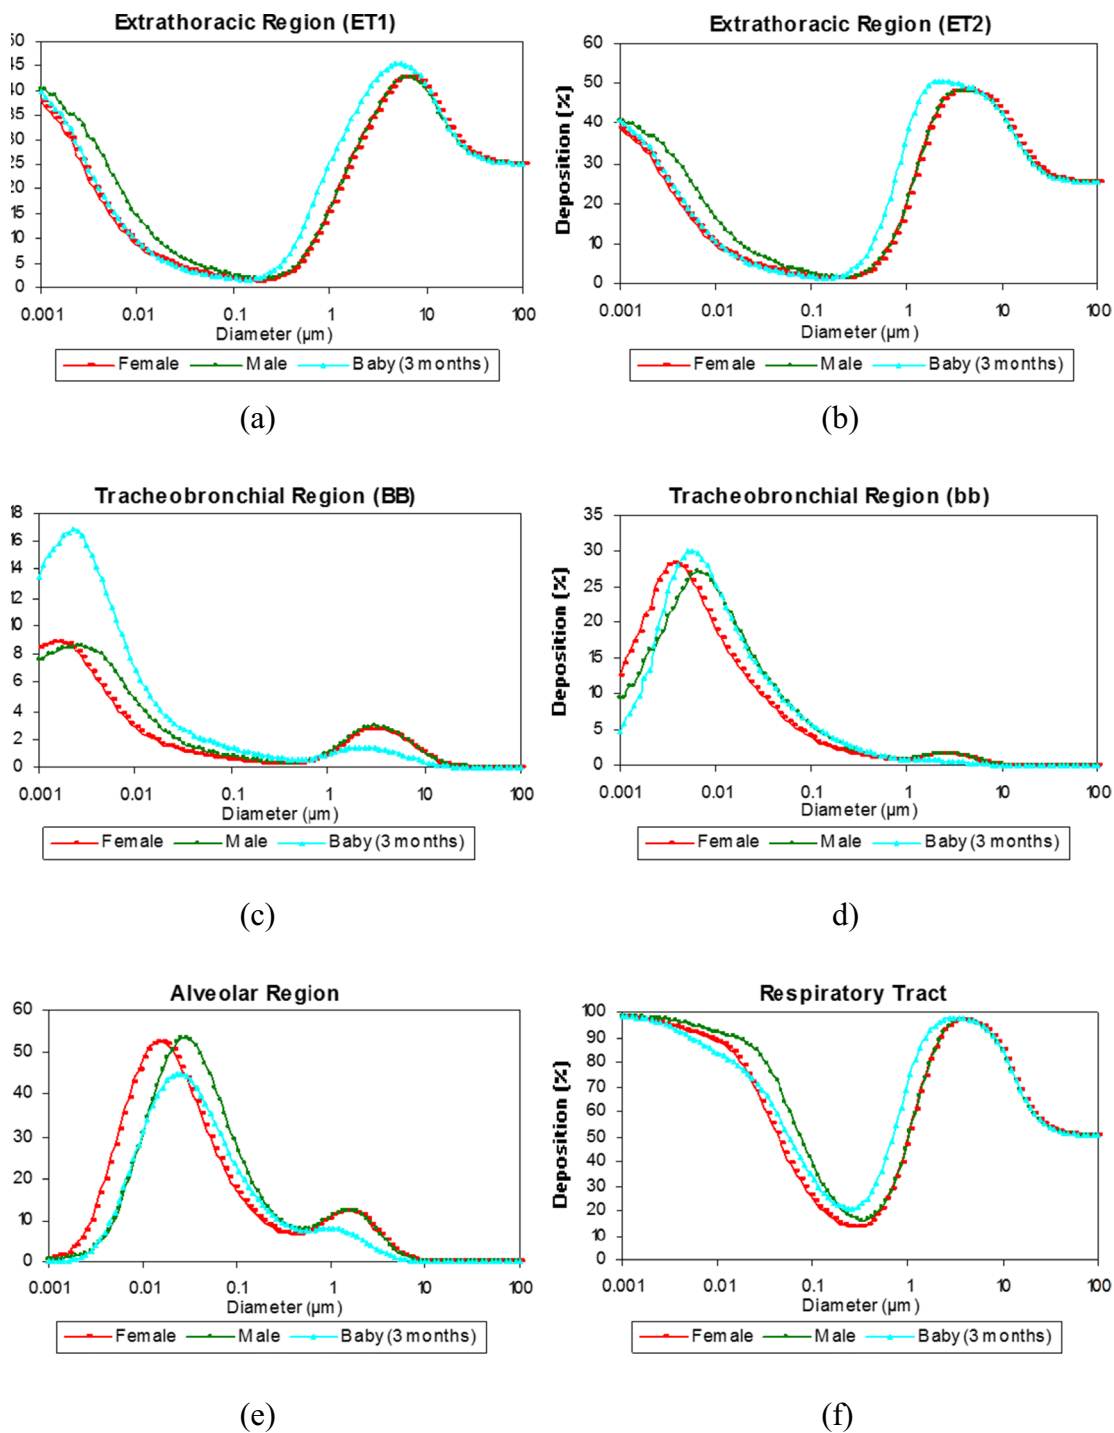 Extrathoracic Region (ET1)
50
45
40
35
30
25
20
15
10
5
0
0.001 0.01 0.1 1 10 100
Diameter (µm)
Female Male Baby (3 months)
(a)
Extrathoracic Region (ET2)
Deposition [%]
60
50
40
30
20
10
0
0.001 0.01 0.1 1 10 100
Diameter (µm)
Female Male Baby (3 months)
(b)
Tracheobronchial Region (BB)
18
16
14
12
10
8
6
4
2
0
0.001 0.01 0.1 1 10 100
Diameter (µm)
Female Male Baby (3 months)
(c)
Tracheobronchial Region (bb)
Deposition [%]
35
30
25
20
15
10
5
0
0.001 0.01 0.1 1 10 100
Diameter (µm)
Female Male Baby (3 months)
d)
Alveolar Region
60
50
40
30
20
10
0
0.001 0.01 0.1 1 10 100
Diameter (µm)
Female Male Baby (3 months)
(e)
Respiratory Tract
Deposition [%]
100
90
80
70
60
50
40
30
20
10
0
0.001 0.01 0.1 1 10 100
Diameter (µm)
Female Male Baby (3 months)
(f)